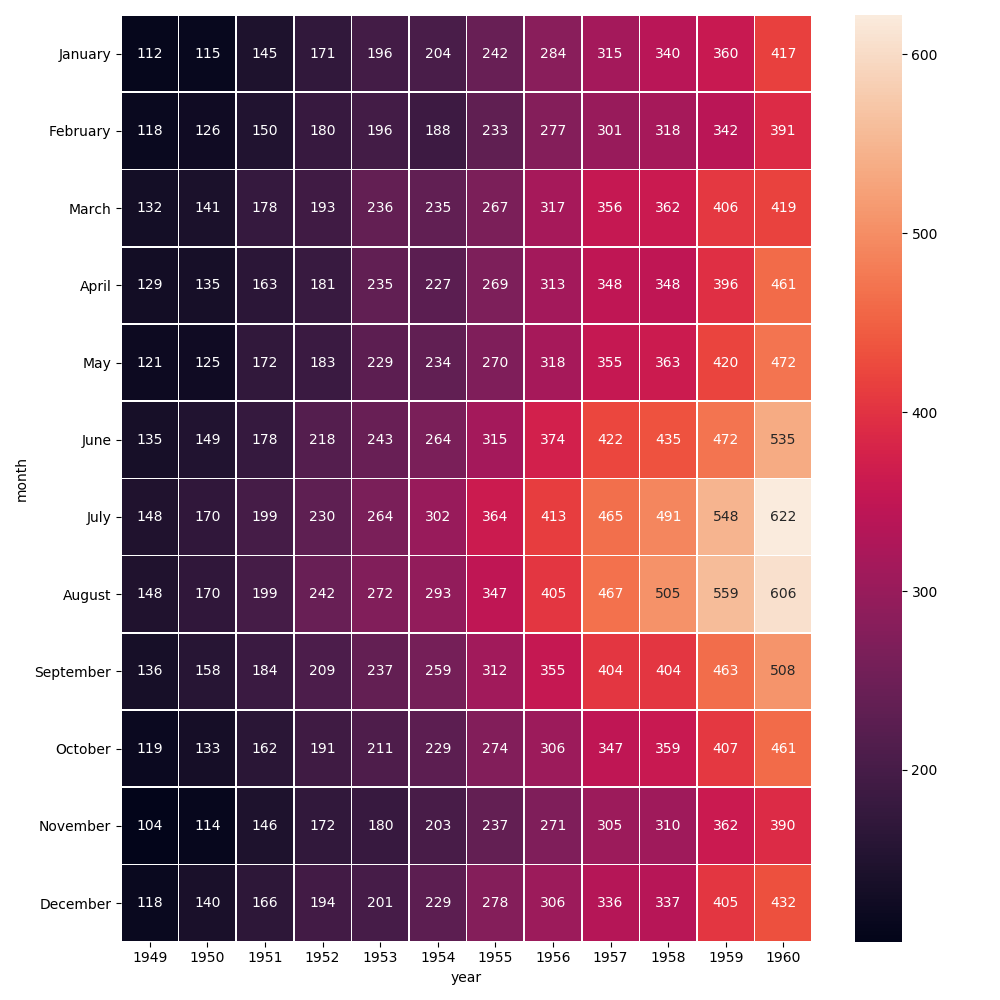 January 112 115 145 171 196 204 242 284 315 340 360 417
February 118 126 150 180 196 188 233 277 301 318 342 391
March 132 141 178 193 236 235 267 317 356 362 406 419
April 129 135 163 181 235 227 269 313 348 348 396 461
May 121 125 172 183 229 234 270 318 355 363 420 472
June 135 149 178 218 243 264 315 374 422 435 472 535
July 148 170 199 230 264 302 364 413 465 491 548 622
August 148 170 199 242 272 293 347 405 467 505 559 606
September 136 158 184 209 237 259 312 355 404 404 463 508
October 119 133 162 191 211 229 274 306 347 359 407 461
November 104 114 146 172 180 203 237 271 305 310 362 390
December 118 140 166 194 201 229 278 306 336 337 405 432
1949 1950 1951 1952 1953 1954 1955 1956 1957 1958 1959 1960
year
month
600
500
400
300
200